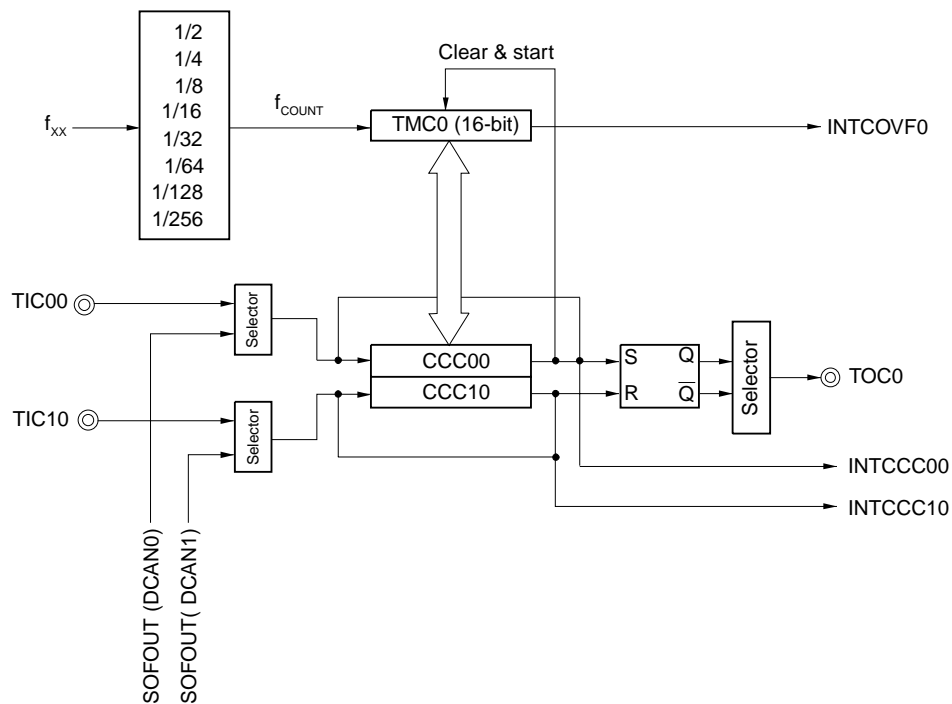 1/2
1/4
1/8
1/16
1/32
1/64
1/128
1/256
fXX
fCOUNT
Clear & start
TMC0 (16-bit)
INTCOVF0
TIC00
Selector
CCC00
CCC10
S Q
R Q̅
Selector
TOC0
TIC10
Selector
INTCCC00
INTCCC10
SOFOUT (DCAN0)
SOFOUT( DCAN1)